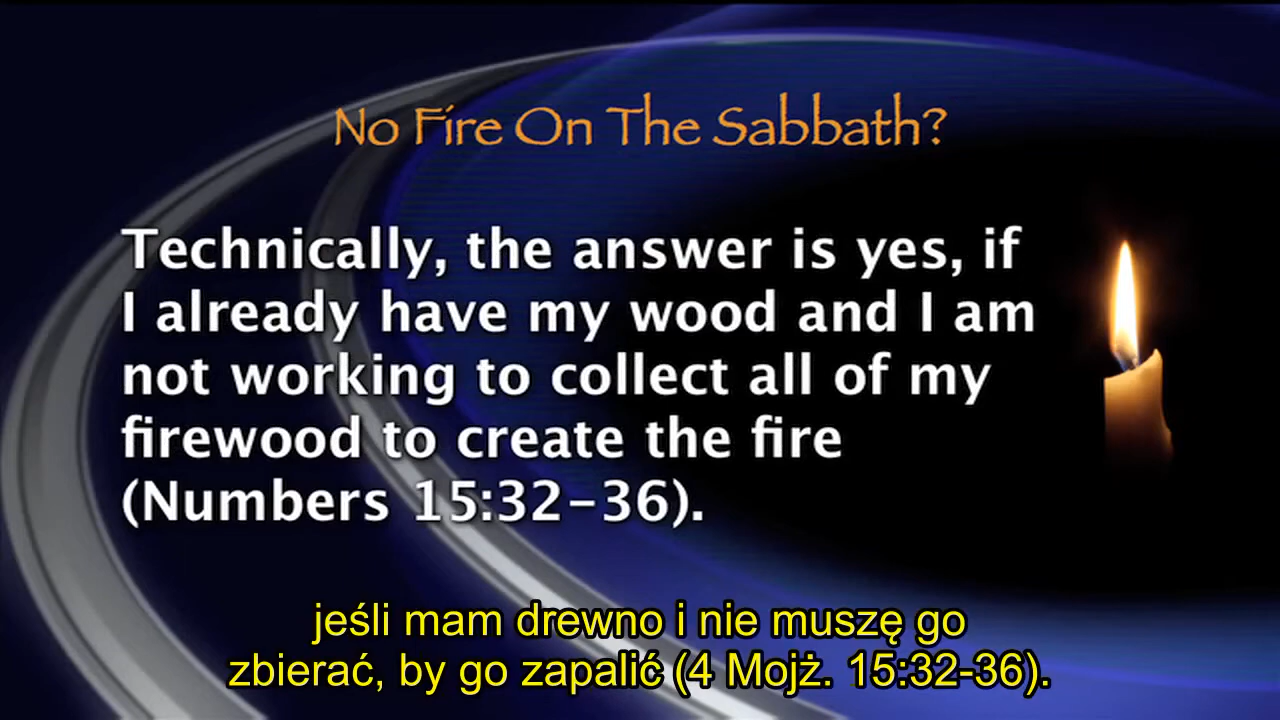 No Fire On The Sabbath?
Technically, the answer is yes, if
I already have my wood and I am
not working to collect all of my
firewood to create the fire
(Numbers 15:32-36).
jeśli mam drewno i nie muszę go
zbierać, by go zapalić (4 Mojż. 15:32-36).